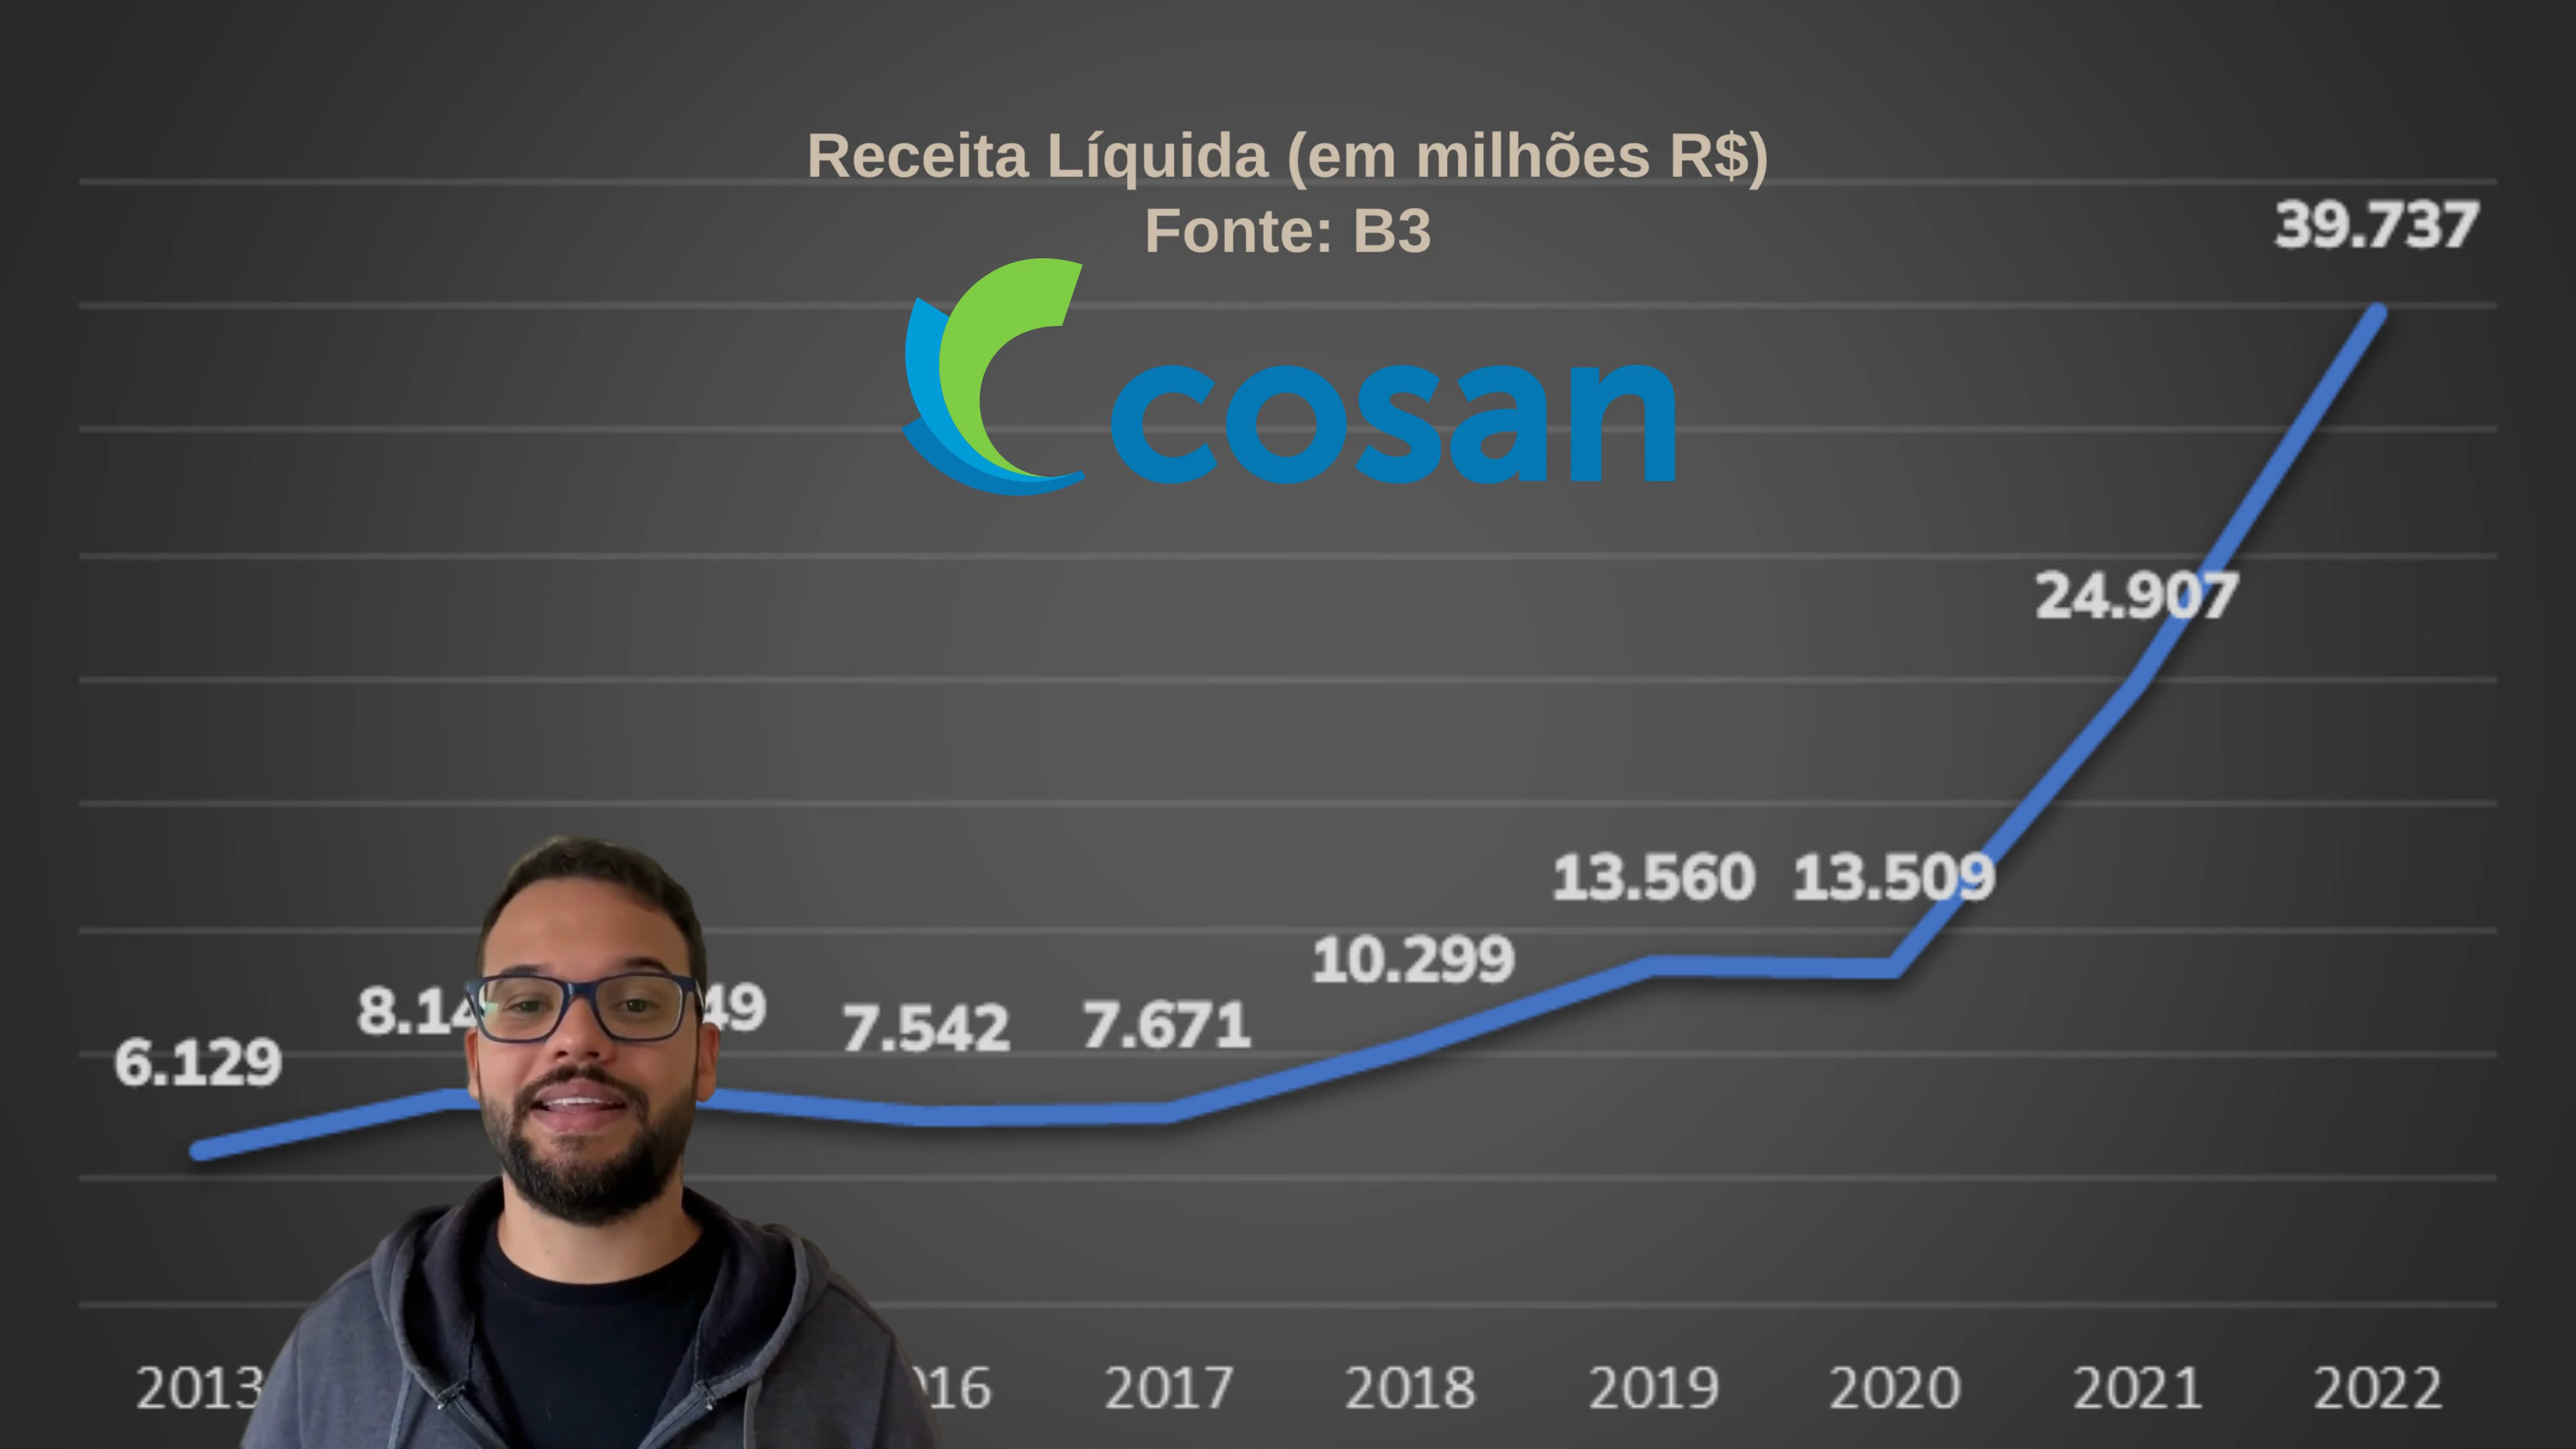 Receita Líquida (em milhões R$)
Fonte: B3
cosan
39.737
24.907
13.560 13.509
10.299
7.542 7.671
6.129
2013 2017 2018 2019 2020 2021 2022